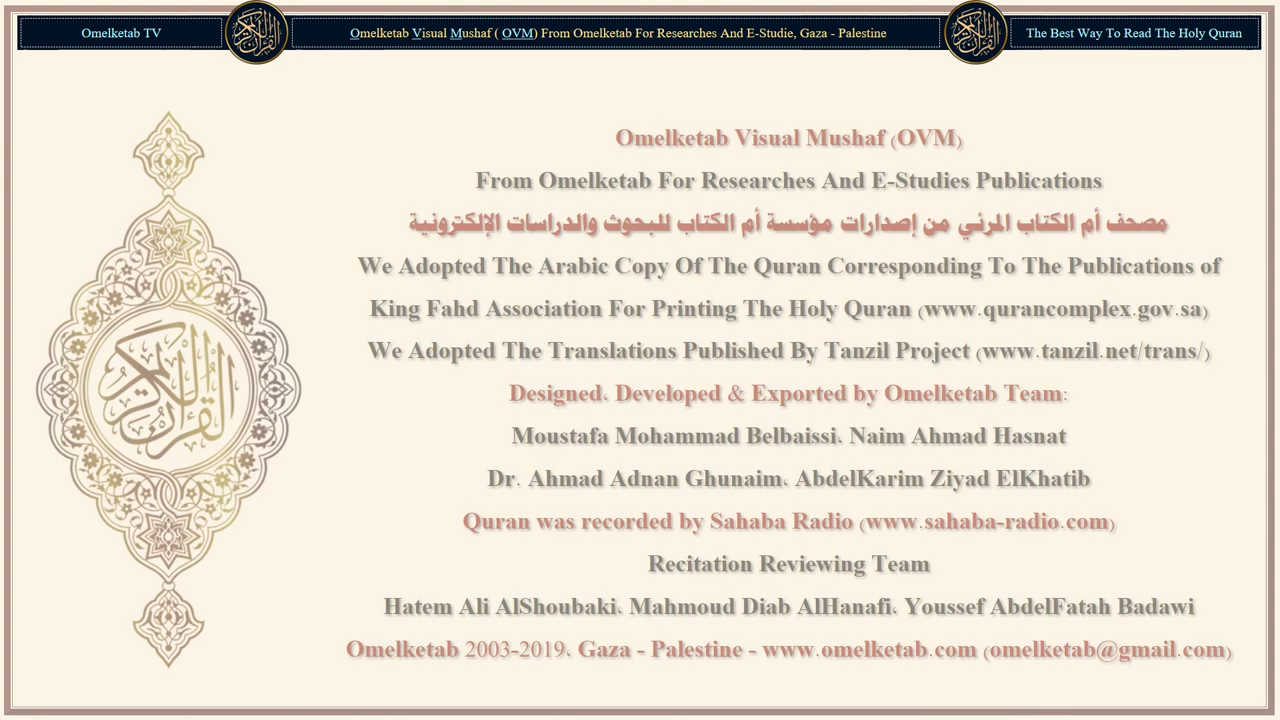 Omelketab TV
Omelketab Visual Mushaf ( OVM) From Omelketab For Researches And E-Studie, Gaza - Palestine
The Best Way To Read The Holy Quran
القرآن الكريم
Omelketab Visual Mushaf (OVM)
From Omelketab For Researches And E-Studies Publications
مصحف أم الكتاب المرئي من إصدارات مؤسسة أم الكتاب للبحوث والدراسات الإلكترونية
We Adopted The Arabic Copy Of The Quran Corresponding To The Publications of
King Fahd Association For Printing The Holy Quran (www.qurancomplex.gov.sa)
We Adopted The Translations Published By Tanzil Project (www.tanzil.net/trans/)
Designed، Developed & Exported by Omelketab Team:
Moustafa Mohammad Belbaissi، Naim Ahmad Hasnat
Dr. Ahmad Adnan Ghunaim، AbdelKarim Ziyad ElKhatib
Quran was recorded by Sahaba Radio (www.sahaba-radio.com)
Recitation Reviewing Team
Hatem Ali AlShoubaki، Mahmoud Diab AlHanafi، Youssef AbdelFatah Badawi
Omelketab 2003-2019، Gaza - Palestine - www.omelketab.com (omelketab@gmail.com)